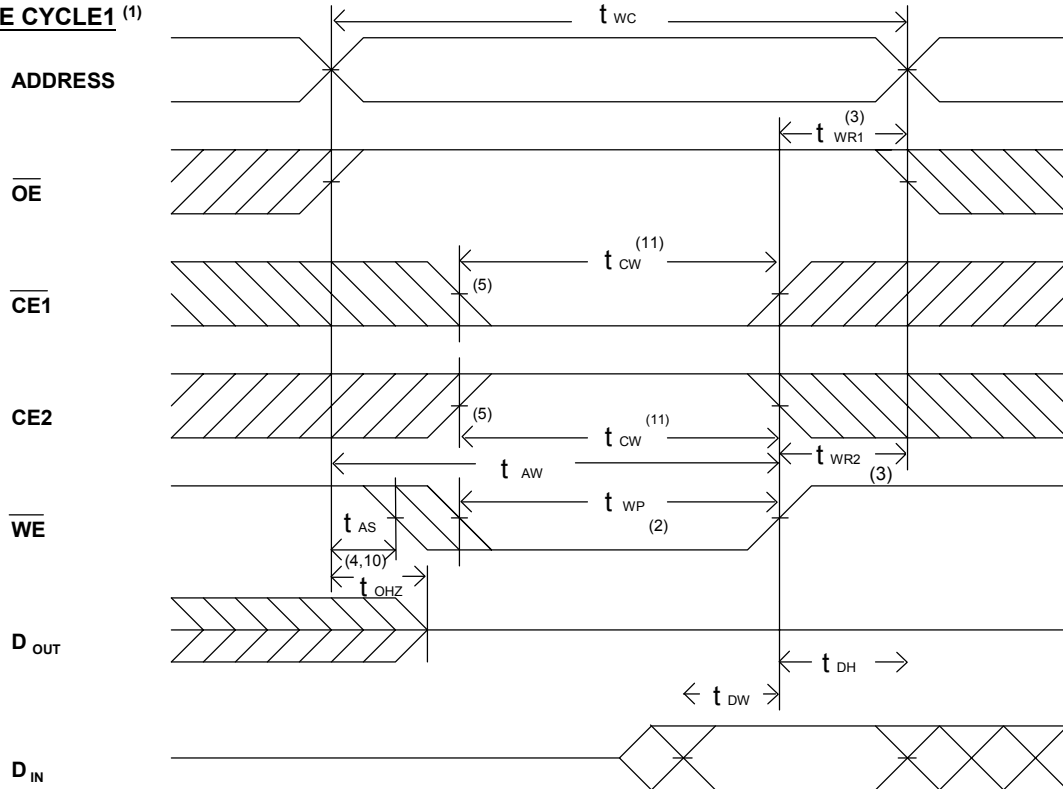 E CYCLE1 (1)
t WC
ADDRESS
(3)
t WR1
OE
(11)
t CW
CE1
(5)
CE2
(5)
(11)
t CW
t WR2
(3)
t AW
WE
t WP
(2)
t AS
(4,10)
t OHZ
D OUT
t DH
t DW
D IN